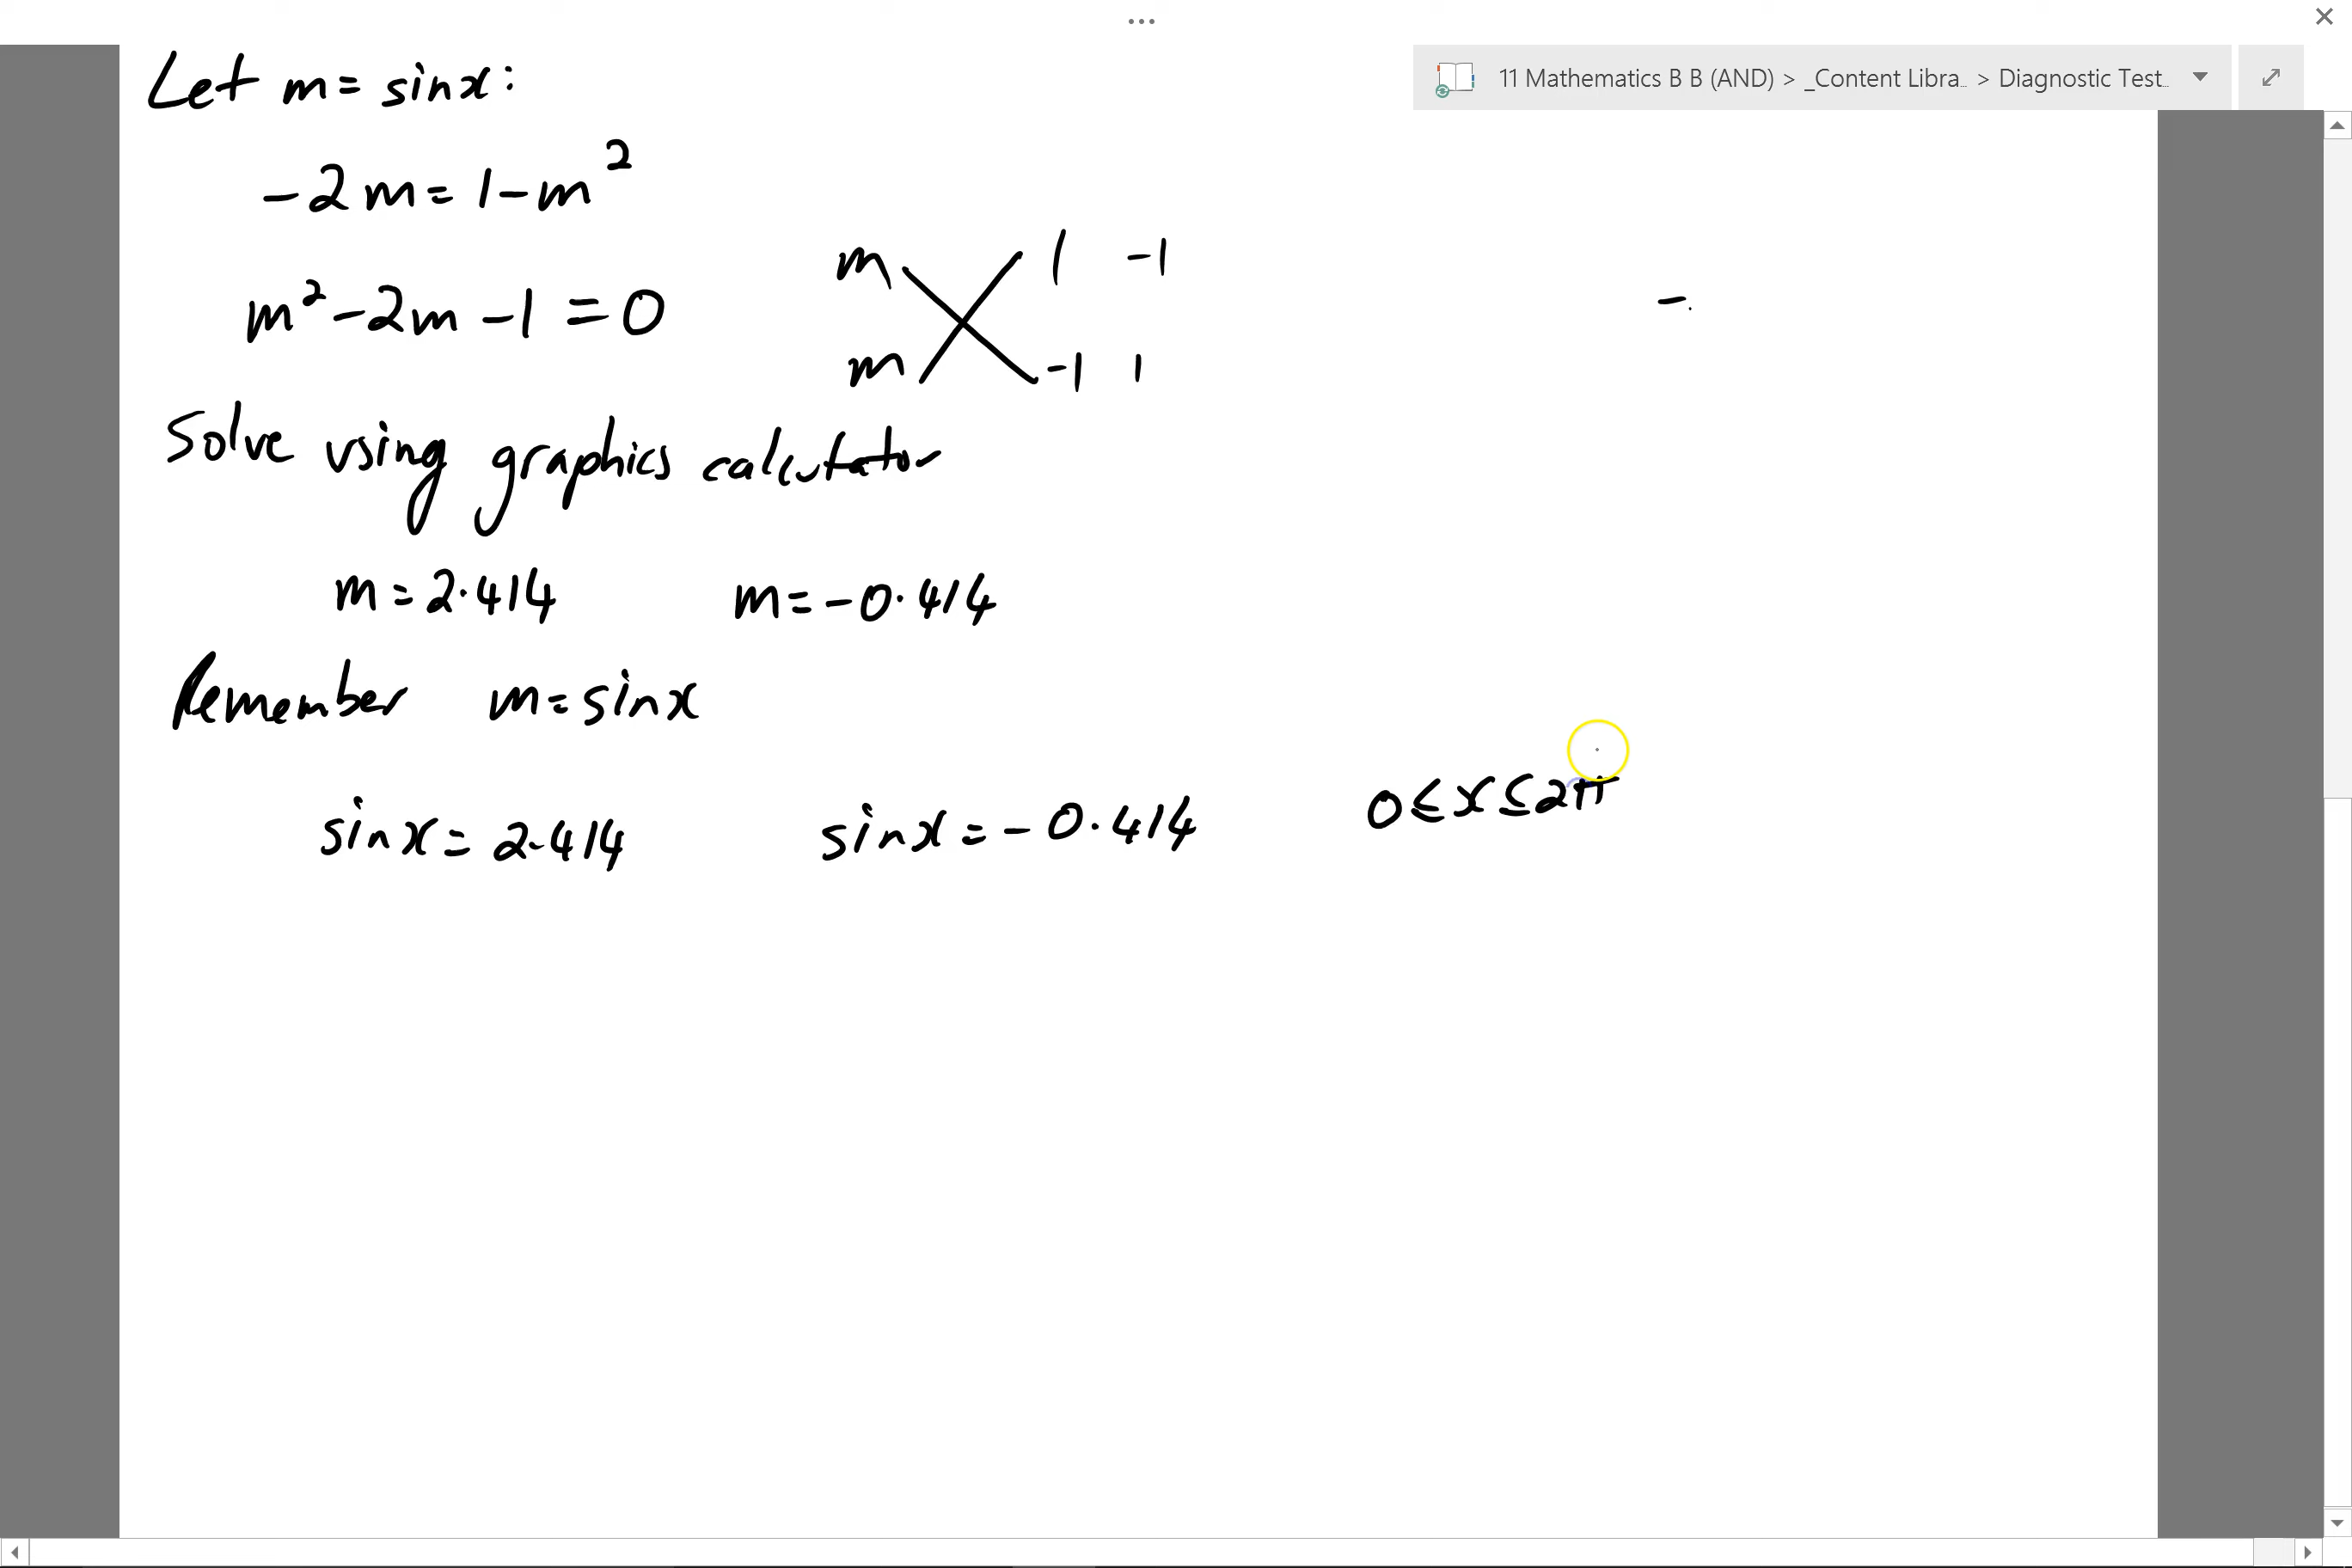 ...
11 Mathematics B B (AND) > _Content Libra... > Diagnostic Test...
Let m = sinx:
-2m = 1-m²
m²-2m-1=0
m 1 -1
m -1 1
-.
Solve using graphics calculator
m = 2.414 m = -0.414
Remember m=sinx
sinx = 2.414 sinx = -0.414 0≤x≤2π